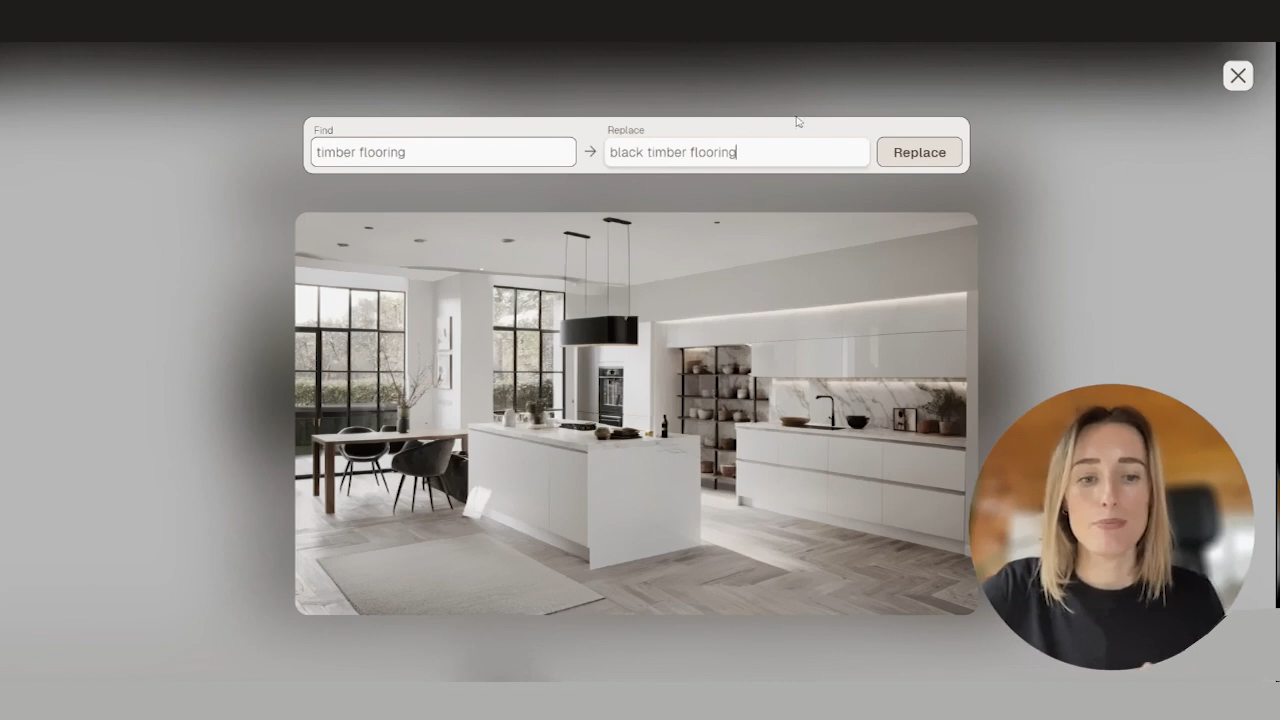 Find
Replace
timber flooring
black timber flooring
Replace